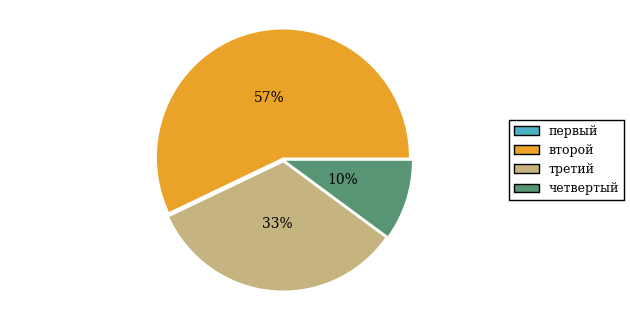 57%
10%
33%
первый
второй
третий
четвертый